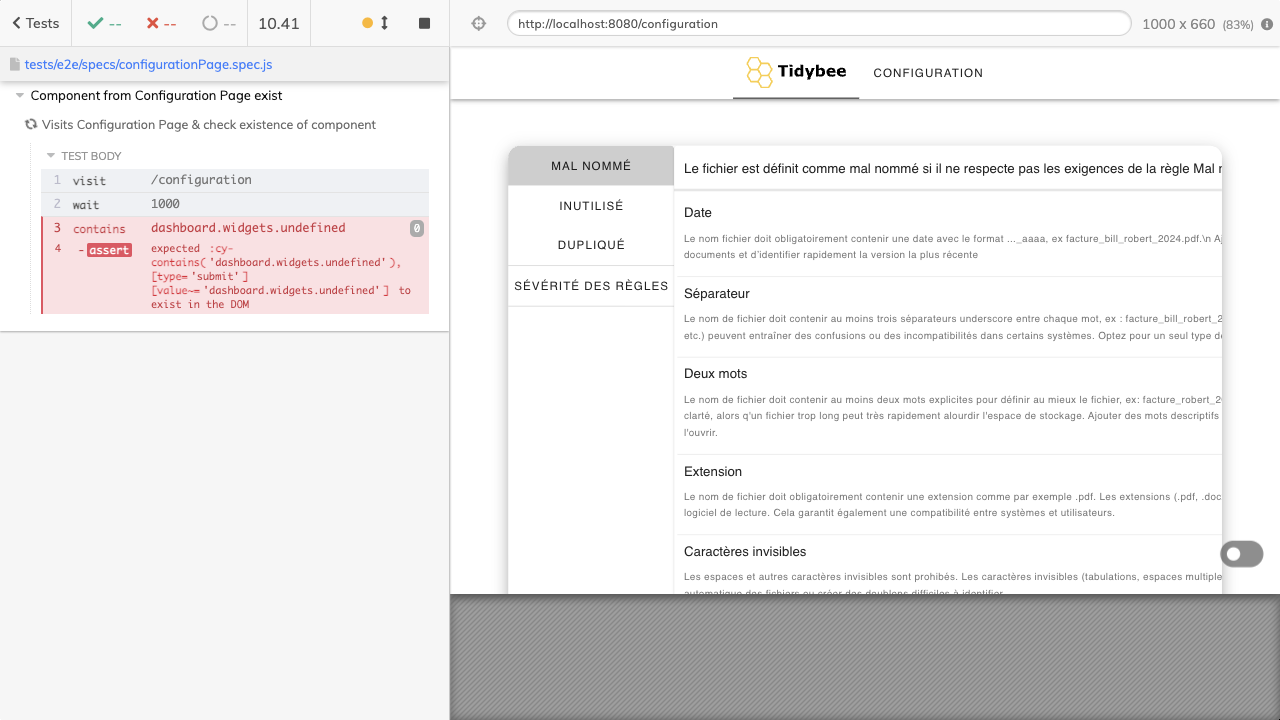 Tests
--
--
--
10.41
http://localhost:8080/configuration
1000 x 660 (83%)
tests/e2e/specs/configurationPage.spec.js
Component from Configuration Page exist
Visits Configuration Page & check existence of component
TEST BODY
1 visit /configuration
2 wait 1000
3 contains dashboard.widgets.undefined 0
4 -assert expected :cy-
contains('dashboard.widgets.undefined'),
[type='submit']
[value~='dashboard.widgets.undefined'] to
exist in the DOM
Tidybee
CONFIGURATION
MAL NOMMÉ
INUTILISÉ
DUPLIQUÉ
SÉVÉRITÉ DES RÈGLES
Le fichier est définit comme mal nommé si il ne respecte pas les exigences de la règle Mal
Date
Le nom fichier doit obligatoirement contenir une date avec le format ..._aaaa, ex facture_bill_robert_2024.pdf.\n
documents et d'identifier rapidement la version la plus récente
Séparateur
Le nom de fichier doit contenir au moins trois séparateurs underscore entre chaque mot, ex : facture_bill_robert_
etc.) peuvent entraîner des confusions ou des incompatibilités dans certains systèmes. Optez pour un seul type
Deux mots
Le nom de fichier doit contenir au moins deux mots explicites pour définir au mieux le fichier, ex: facture_robert_
clarté, alors q'un fichier trop long peut très rapidement alourdir l'espace de stockage. Ajouter des mots descriptifs
l'ouvrir.
Extension
Le nom de fichier doit obligatoirement contenir une extension comme par exemple .pdf. Les extensions (.pdf, .doc
logiciel de lecture. Cela garantit également une compatibilité entre systèmes et utilisateurs.
Caractères invisibles
Les espaces et autres caractères invisibles sont prohibés. Les caractères invisibles (tabulations, espaces multiple
automatique des fichiers ou créer des doublons difficiles à identifier.